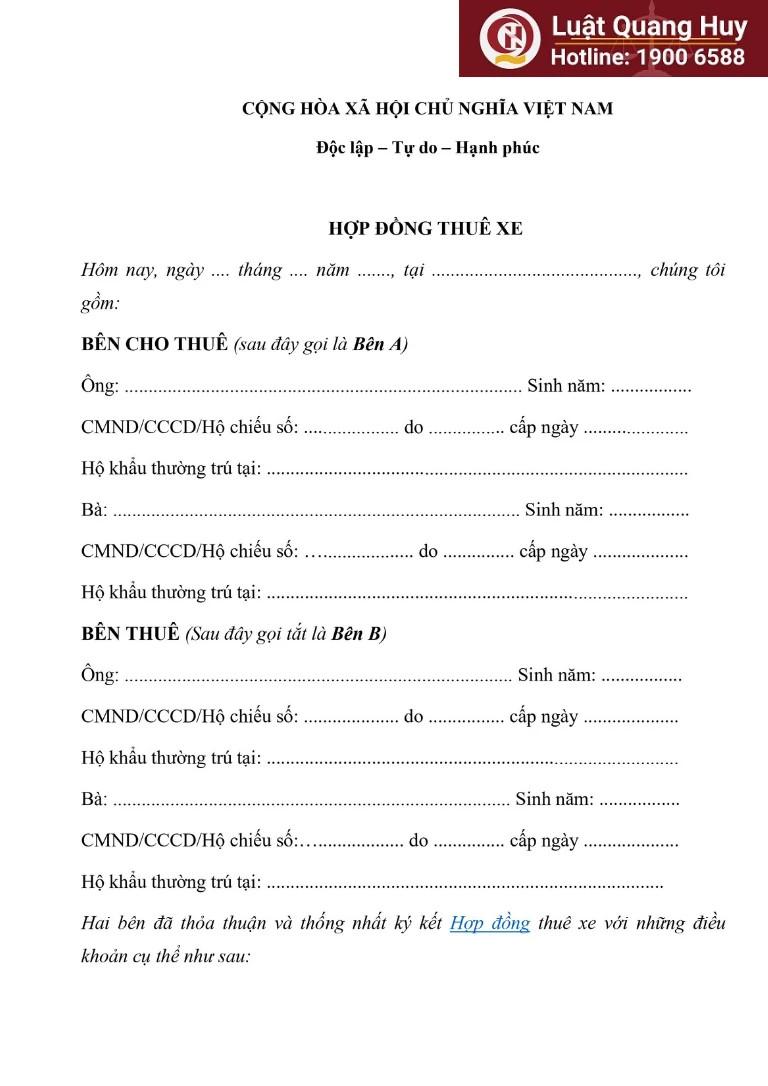 Luật Quang Huy
Hotline: 1900 6588
CỘNG HÒA XÃ HỘI CHỦ NGHĨA VIỆT NAM
Độc lập – Tự do – Hạnh phúc
HỢP ĐỒNG THUÊ XE
Hôm nay, ngày .... tháng .... năm ......., tại ............................................, chúng tôi
gồm:
BÊN CHO THUÊ (sau đây gọi là Bên A)
Ông: .................................................................................... Sinh năm: .................
CMND/CCCD/Hộ chiếu số: .................... do ................ cấp ngày ......................
Hộ khẩu thường trú tại: .........................................................................................
Bà: ...................................................................................... Sinh năm: .................
CMND/CCCD/Hộ chiếu số: …................... do ............... cấp ngày ....................
Hộ khẩu thường trú tại: .........................................................................................
BÊN THUÊ (Sau đây gọi tắt là Bên B)
Ông: .................................................................................. Sinh năm: .................
CMND/CCCD/Hộ chiếu số: .................... do ................ cấp ngày ....................
Hộ khẩu thường trú tại: .......................................................................................
Bà: .................................................................................... Sinh năm: .................
CMND/CCCD/Hộ chiếu số:….................. do ............... cấp ngày ....................
Hộ khẩu thường trú tại: ....................................................................................
Hai bên đã thỏa thuận và thống nhất ký kết Hợp đồng thuê xe với những điều
khoản cụ thể như sau: